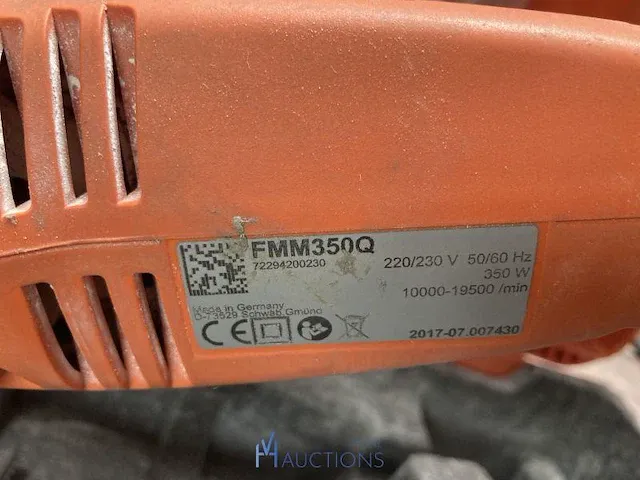 FMM350Q
72294200230
220/230 V 50/60 Hz
350 W
10000-19500 /min
Made in Germany
D-73529 Schwäb.Gmünd
CE
2017-07.007430
AUCTIONS